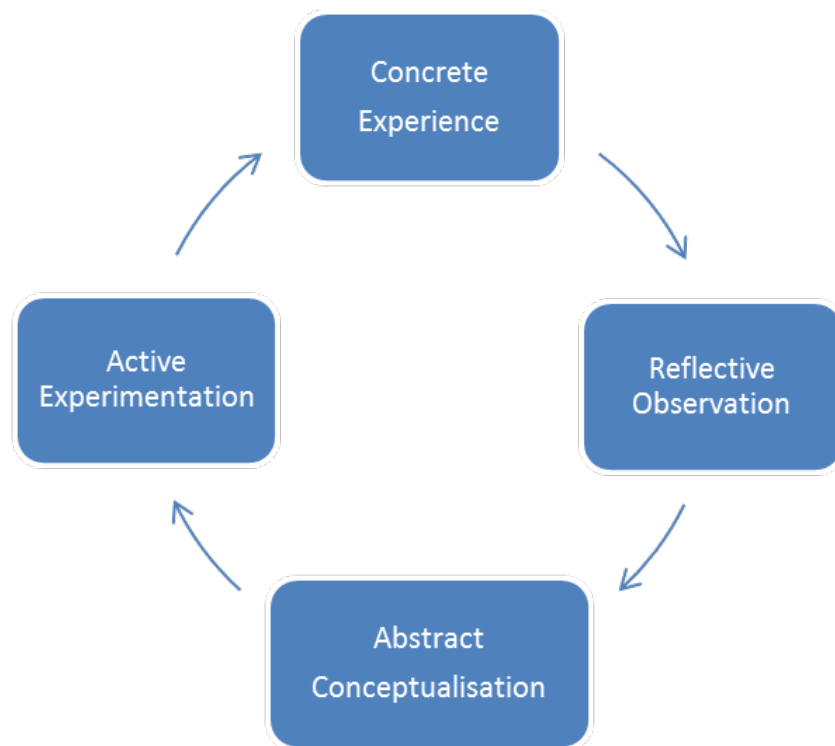 Concrete
Experience
Reflective
Observation
Abstract
Conceptualisation
Active
Experimentation